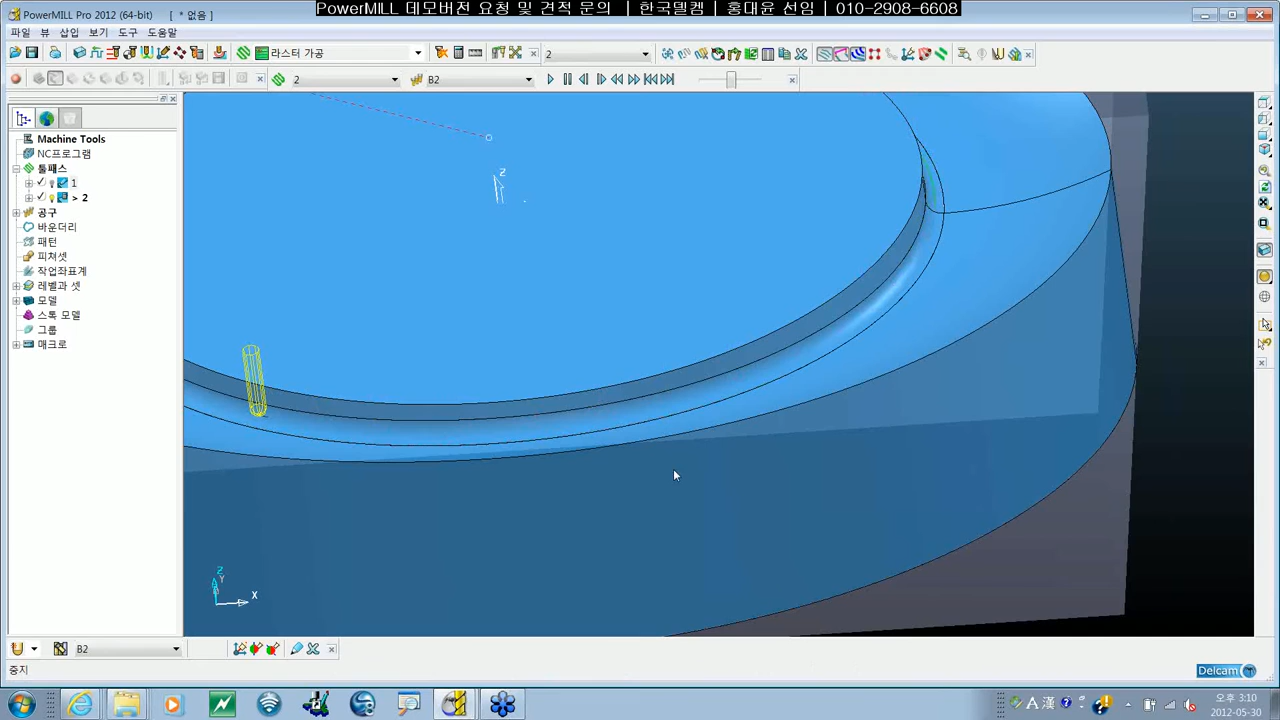 PowerMILL Pro 2012 (64-bit) [ * 없음 ]
PowerMILL 데모버전 요청 및 견적 문의 | 한국델켐 | 홍대윤 선임 | 010-2908-6608
파일 뷰 삽입 보기 도구 도움말
라스터 가공 2
2 B2
Machine Tools
NC프로그램
툴패스
1
> 2
공구
바운더리
패턴
피쳐셋
작업좌표계
레벨과 셋
모델
스톡 모델
그룹
매크로
Z
Z
Y
X
B2
중지
Delcam
A 漢
오후 3:10
2012-05-30